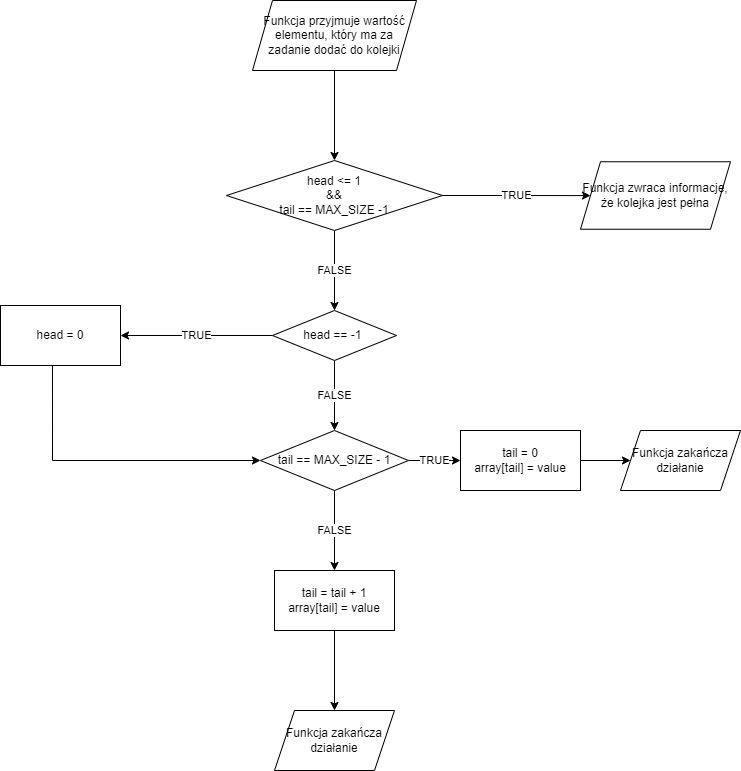 Funkcja przyjmuje wartość
elementu, który ma za
zadanie dodać do kolejki
head <= 1
&&
tail == MAX_SIZE -1
TRUE
Funkcja zwraca informację,
że kolejka jest pełna
FALSE
head = 0
TRUE
head == -1
FALSE
tail == MAX_SIZE - 1
TRUE
tail = 0
array[tail] = value
Funkcja zakańcza
działanie
FALSE
tail = tail + 1
array[tail] = value
Funkcja zakańcza
działanie